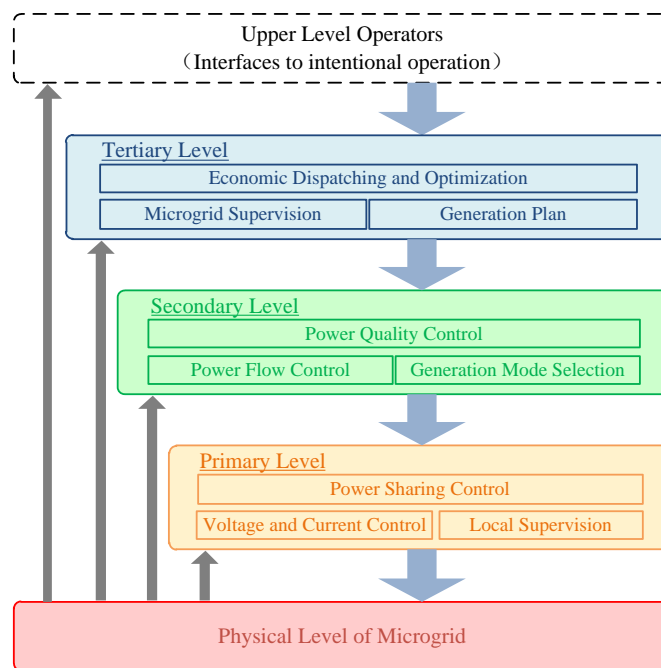 Upper Level Operators
（Interfaces to intentional operation）
Tertiary Level
Economic Dispatching and Optimization
Microgrid Supervision
Generation Plan
Secondary Level
Power Quality Control
Power Flow Control
Generation Mode Selection
Primary Level
Power Sharing Control
Voltage and Current Control
Local Supervision
Physical Level of Microgrid